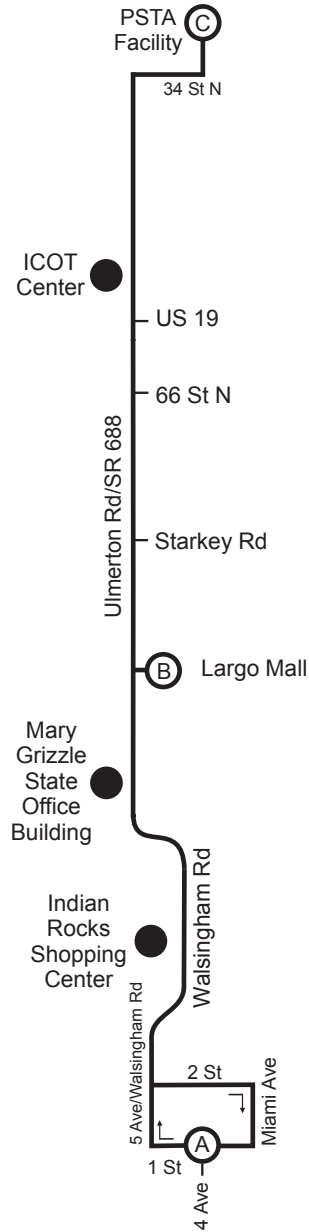 PSTA
Facility
C
34 St N
ICOT
Center
US 19
66 St N
Ulmerton Rd/SR 688
Starkey Rd
B
Largo Mall
Mary
Grizzle
State
Office
Building
Walsingham Rd
Indian
Rocks
Shopping
Center
5 Ave/Walsingham Rd
2 St
Miami Ave
A
1 St
4 Ave